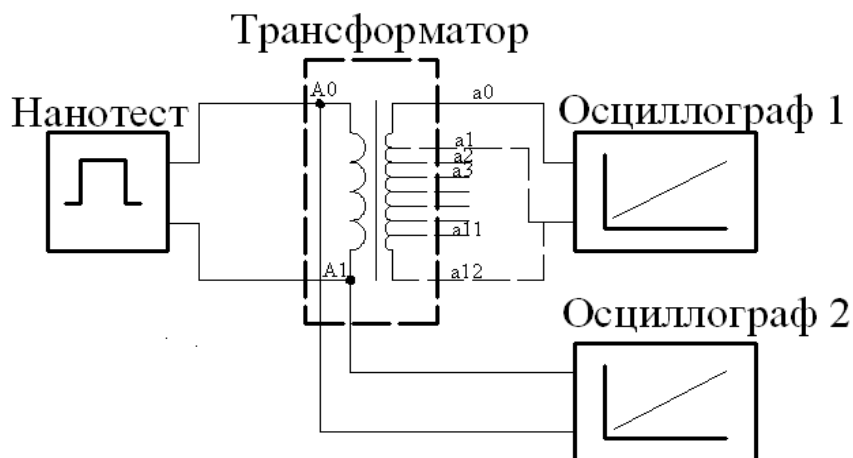 Трансформатор
Нанотест
A0
a0
Осциллограф 1
a1
a2
a3
a11
A1
a12
Осциллограф 2